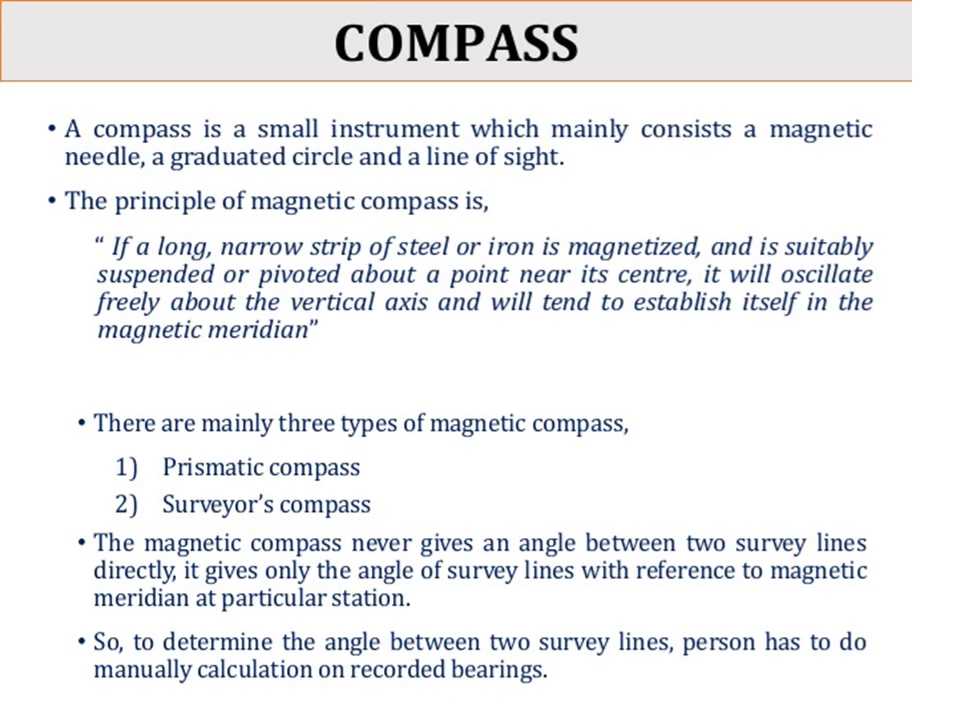 COMPASS
• A compass is a small instrument which mainly consists a magnetic
needle, a graduated circle and a line of sight.
• The principle of magnetic compass is,
“ If a long, narrow strip of steel or iron is magnetized, and is suitably
suspended or pivoted about a point near its centre, it will oscillate
freely about the vertical axis and will tend to establish itself in the
magnetic meridian”
• There are mainly three types of magnetic compass,
1) Prismatic compass
2) Surveyor’s compass
• The magnetic compass never gives an angle between two survey lines
directly, it gives only the angle of survey lines with reference to magnetic
meridian at particular station.
• So, to determine the angle between two survey lines, person has to do
manually calculation on recorded bearings.